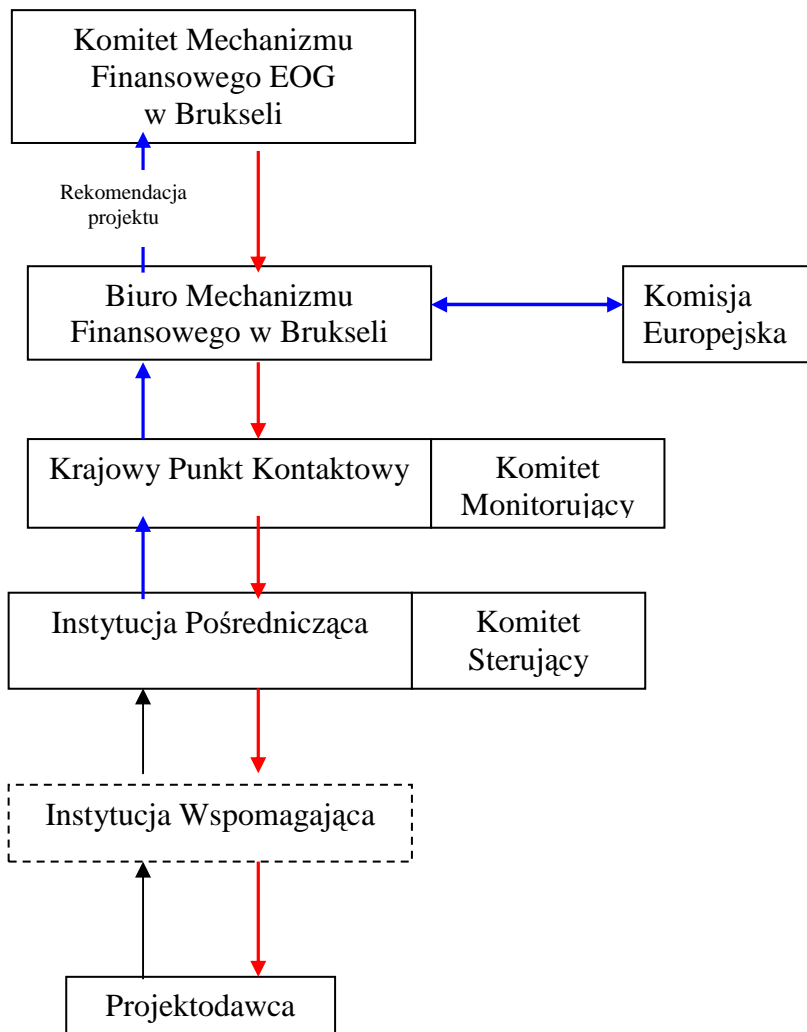 Komitet Mechanizmu
Finansowego EOG
w Brukseli
Rekomendacja
projektu
Biuro Mechanizmu
Finansowego w Brukseli
Komisja
Europejska
Krajowy Punkt Kontaktowy
Komitet
Monitorujący
Instytucja Pośrednicząca
Komitet
Sterujący
Instytucja Wspomagająca
Projektodawca